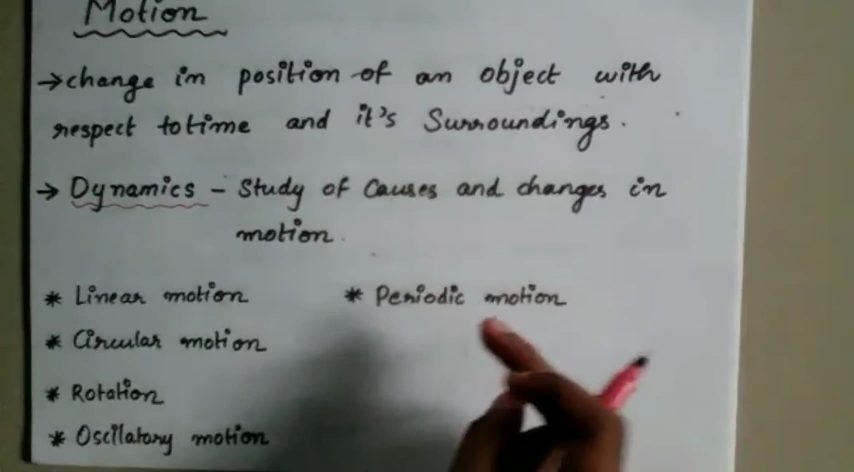 Motion
→ change in position of an object with
respect to time and it's Surroundings.
→ Dynamics – Study of Causes and changes in
motion.
* Linear motion
* Circular motion
* Rotation
* Oscilatory motion
* Periodic motion